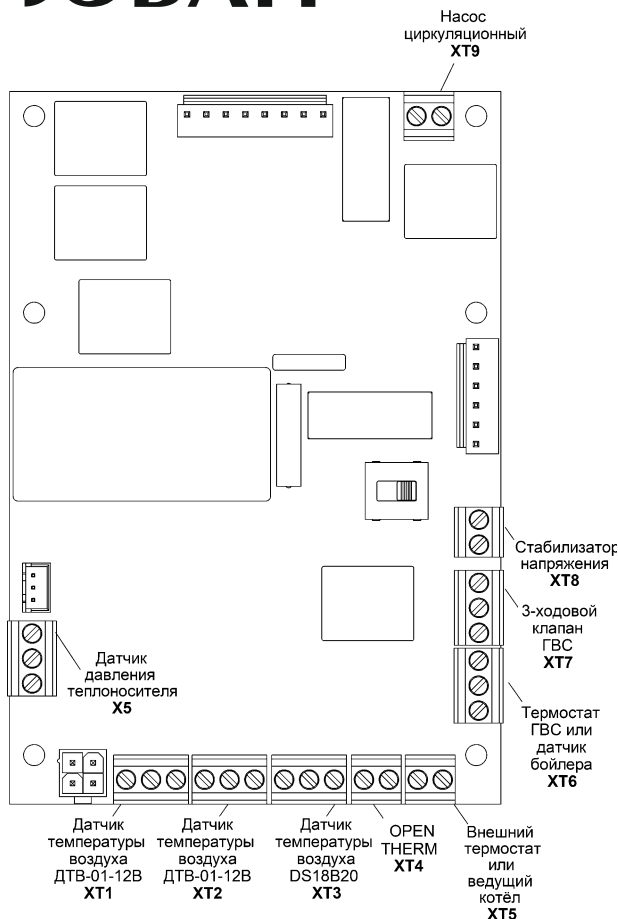 Насос
циркуляционный
XT9
Стабилизатор
напряжения
XT8
3-ходовой
клапан
ГВС
XT7
Датчик
давления
теплоносителя
X5
Термостат
ГВС или
датчик
бойлера
XT6
Датчик
температуры
воздуха
ДТВ-01-12В
XT1
Датчик
температуры
воздуха
ДТВ-01-12В
XT2
Датчик
температуры
воздуха
DS18B20
XT3
OPEN
THERM
XT4
Внешний
термостат
или
ведущий
котёл
XT5